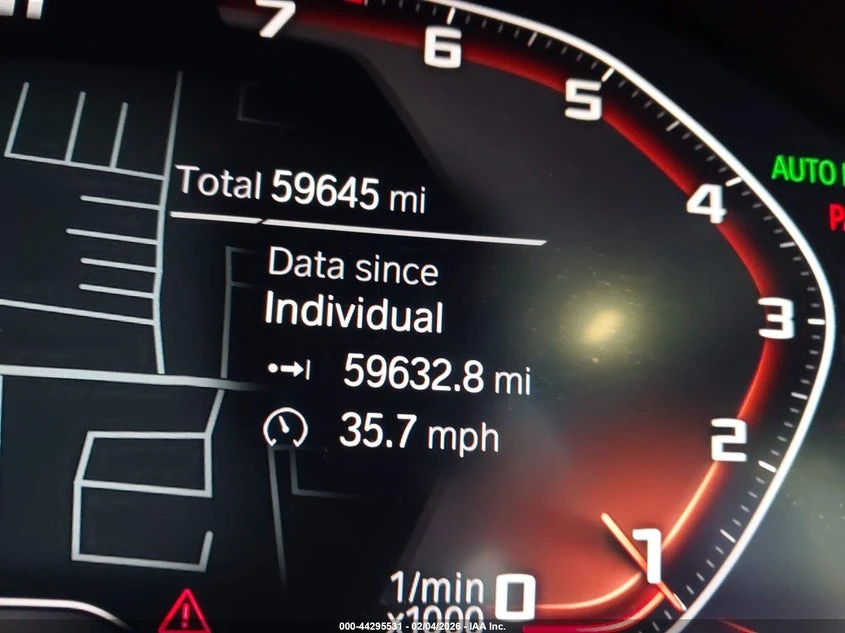 7
6
5
AUTO
4
Total 59645 mi
Data since
Individual
3
59632.8 mi
35.7 mph
2
1
1/min
x1000
0
000-44295531 - 02/04/2026 - IAA Inc.